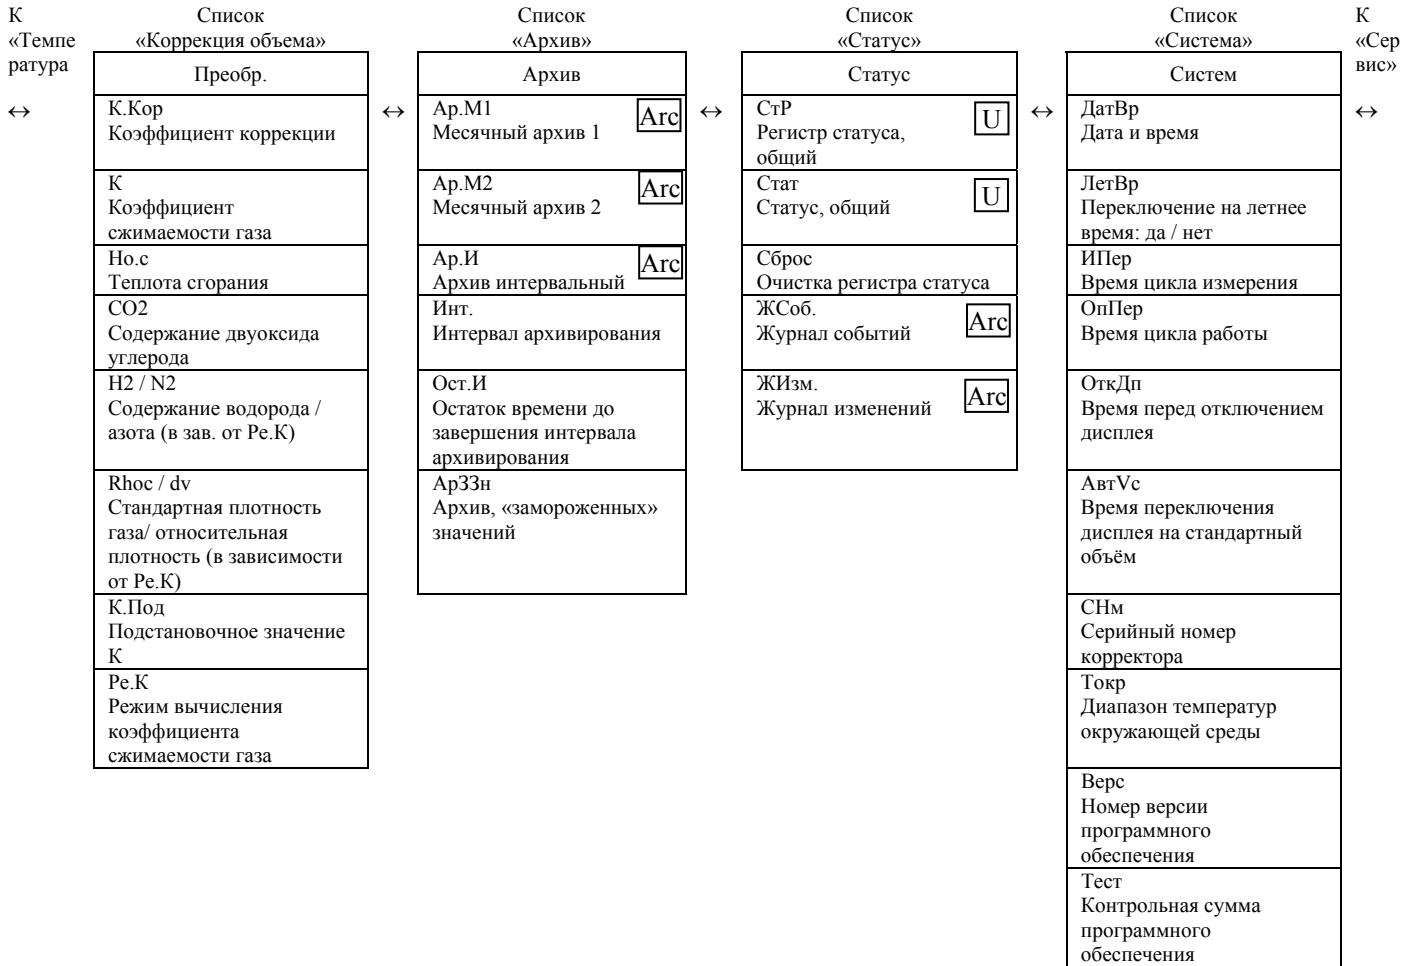 К
«Темпе
ратура
↔
Список
«Коррекция объема»
Преобр.
К.Кор
Коэффициент коррекции
К
Коэффициент
сжимаемости газа
Но.с
Теплота сгорания
СО2
Содержание двуоксида
углерода
Н2 / N2
Содержание водорода /
азота (в зав. от Ре.К)
Rhoc / dv
Стандартная плотность
газа/ относительная
плотность (в зависимости
от Ре.К)
К.Под
Подстановочное значение
К
Ре.К
Режим вычисления
коэффициента
сжимаемости газа
↔
Список
«Архив»
Архив
Ар.М1
Arc
Месячный архив 1
Ар.М2
Arc
Месячный архив 2
Ар.И
Arc
Архив интервальный
Инт.
Интервал архивирования
Ост.И
Остаток времени до
завершения интервала
архивирования
АрЗЗн
Архив, «замороженных»
значений
↔
Список
«Статус»
Статус
СтР
U
Регистр статуса,
общий
Стат
U
Статус, общий
Сброс
Очистка регистра статуса
ЖСоб.
Arc
Журнал событий
ЖИзм.
Arc
Журнал изменений
↔
Список
«Система»
Систем
ДатВр
Дата и время
ЛетВр
Переключение на летнее
время: да / нет
ИПер
Время цикла измерения
ОпПер
Время цикла работы
ОткДп
Время перед отключением
дисплея
АвтVс
Время переключения
дисплея на стандартный
объём
СНм
Серийный номер
корректора
Токр
Диапазон температур
окружающей среды
Верс
Номер версии
программного
обеспечения
Тест
Контрольная сумма
программного
обеспечения
К
«Сер
вис»
↔